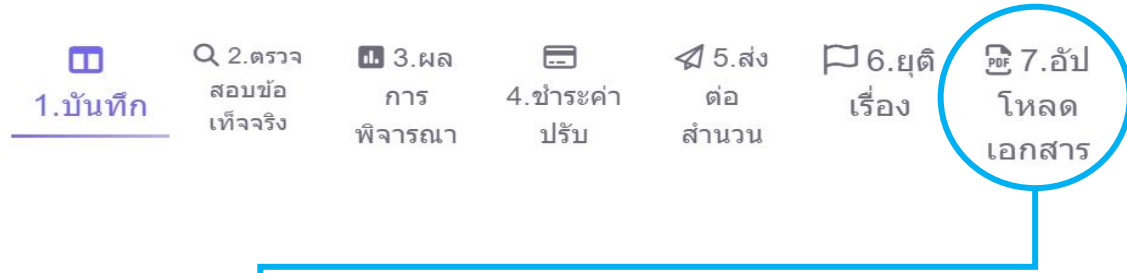 1.บันทึก
2.ตรวจ
สอบข้อ
เท็จจริง
3.ผล
การ
พิจารณา
4.ชำระค่า
ปรับ
5.ส่ง
ต่อ
สำนวน
6.ยุติ
เรื่อง
PDF 7.อัป
โหลด
เอกสาร